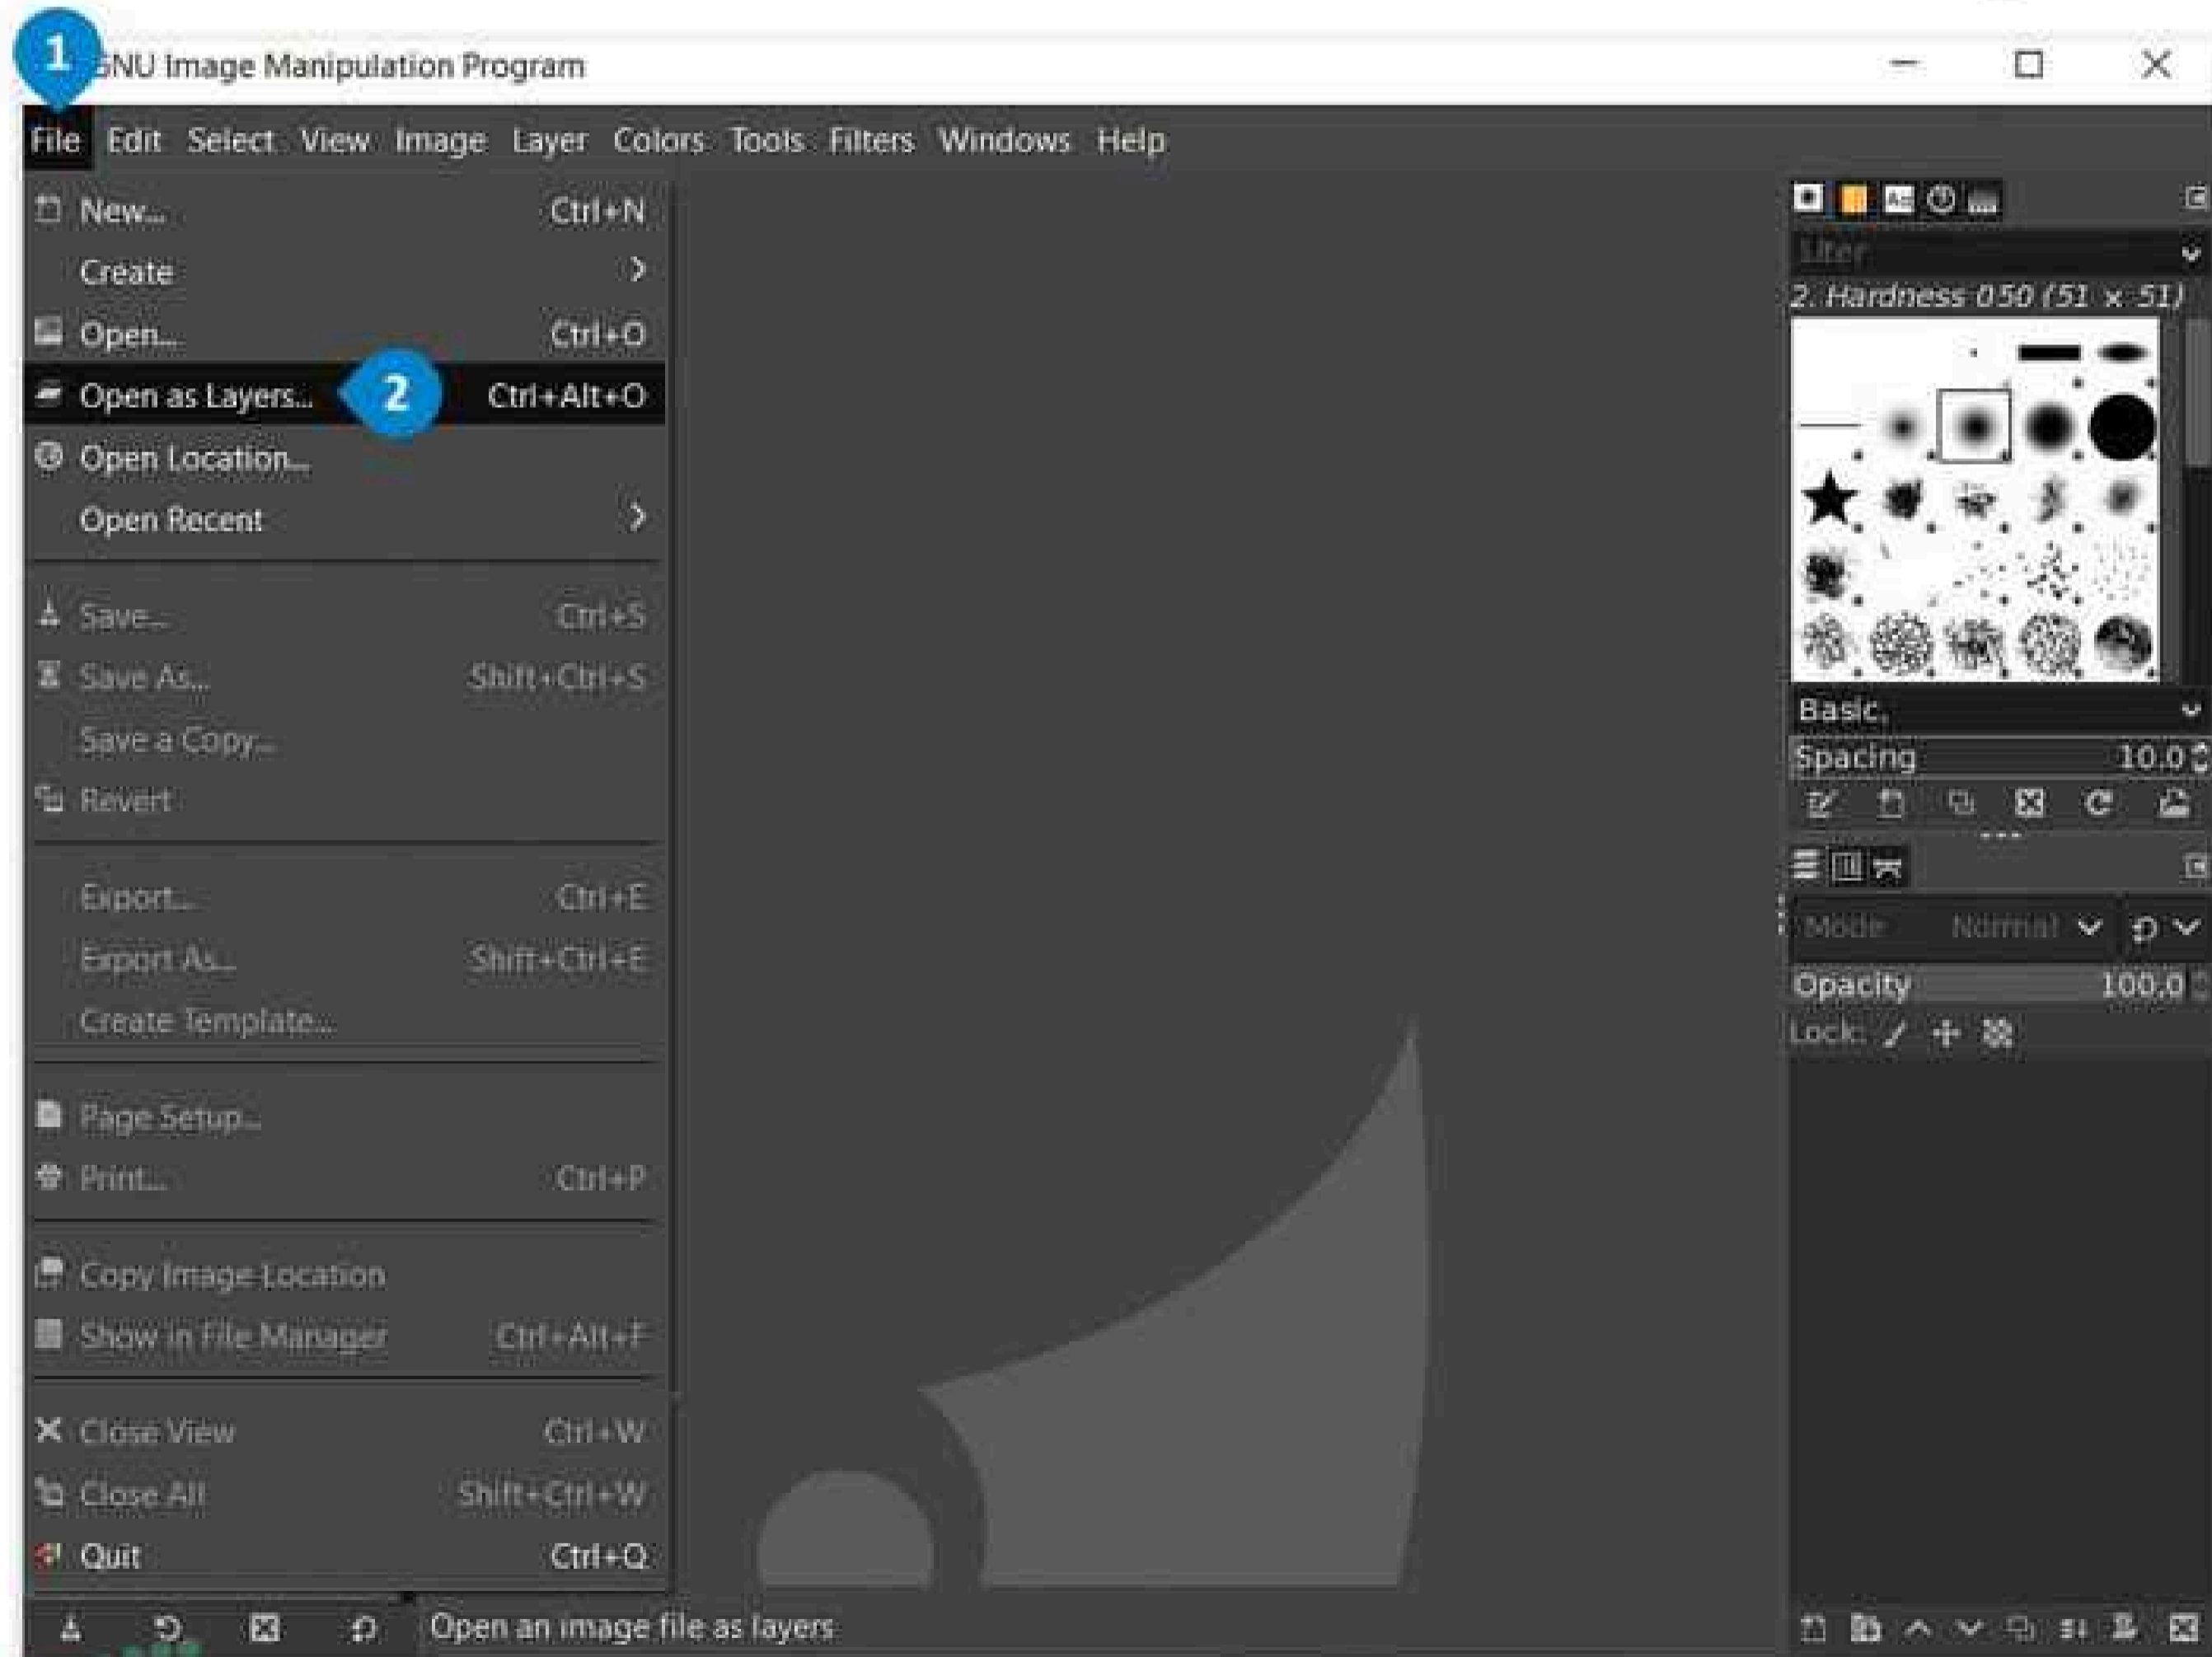 1
GNU Image Manipulation Program
File Edit Select View Image Layer Colors Tools Filters Windows Help
New... Ctrl+N
Create
Open... Ctrl+O
Open as Layers... 2 Ctrl+Alt+O
Open Location...
Open Recent
Save... Ctrl+S
Save As... Shift+Ctrl+S
Save a Copy...
Revert
Export... Ctrl+E
Export As... Shift+Ctrl+E
Create Template...
Page Setup...
Print... Ctrl+P
Copy Image Location
Show in File Manager Ctrl+Alt+F
Close View Ctrl+W
Close All Shift+Ctrl+W
Quit Ctrl+Q
Open an image file as layers
2. Hardness 050 (51 × 51)
Basic,
Spacing 10.0
Mode Normal
Opacity 100.0
Lock: